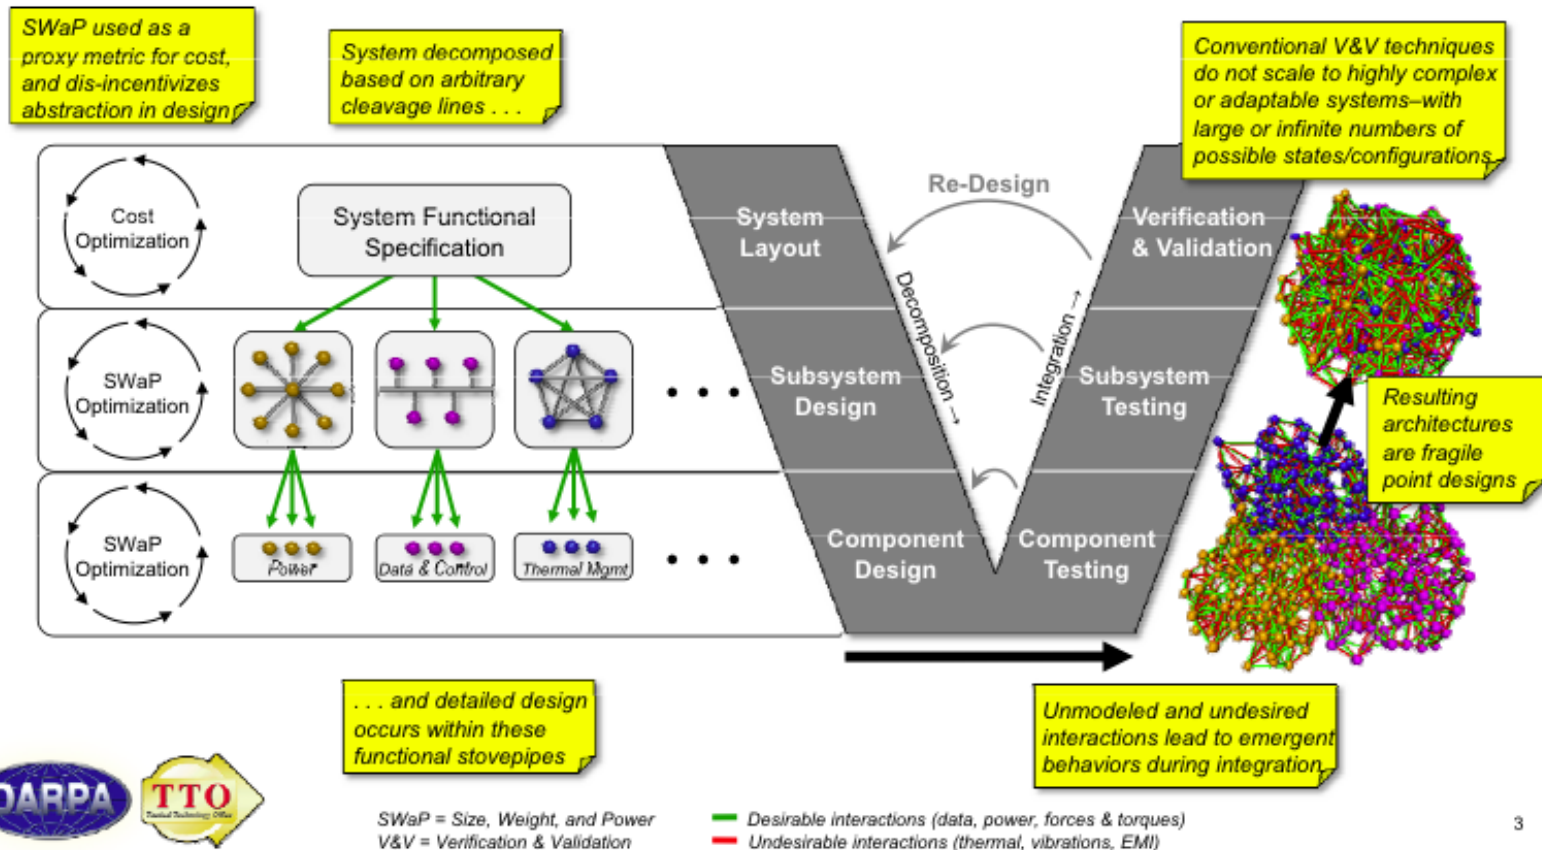 SWaP used as a
proxy metric for cost,
and dis-incentivizes
abstraction in design
System decomposed
based on arbitrary
cleavage lines . . .
Conventional V&V techniques
do not scale to highly complex
or adaptable systems–with
large or infinite numbers of
possible states/configurations
Cost
Optimization
System Functional
Specification
System
Layout
Re-Design
Verification
& Validation
SWaP
Optimization
. . .
Subsystem
Design
Decomposition →
Integration →
Subsystem
Testing
Resulting
architectures
are fragile
point designs
SWaP
Optimization
Power
Data & Control
Thermal Mgmt
. . .
Component
Design
Component
Testing
. . . and detailed design
occurs within these
functional stovepipes
Unmodeled and undesired
interactions lead to emergent
behaviors during integration
DARPA
TTO
Tactical Technology Office
SWaP = Size, Weight, and Power
V&V = Verification & Validation
Desirable interactions (data, power, forces & torques)
Undesirable interactions (thermal, vibrations, EMI)
3